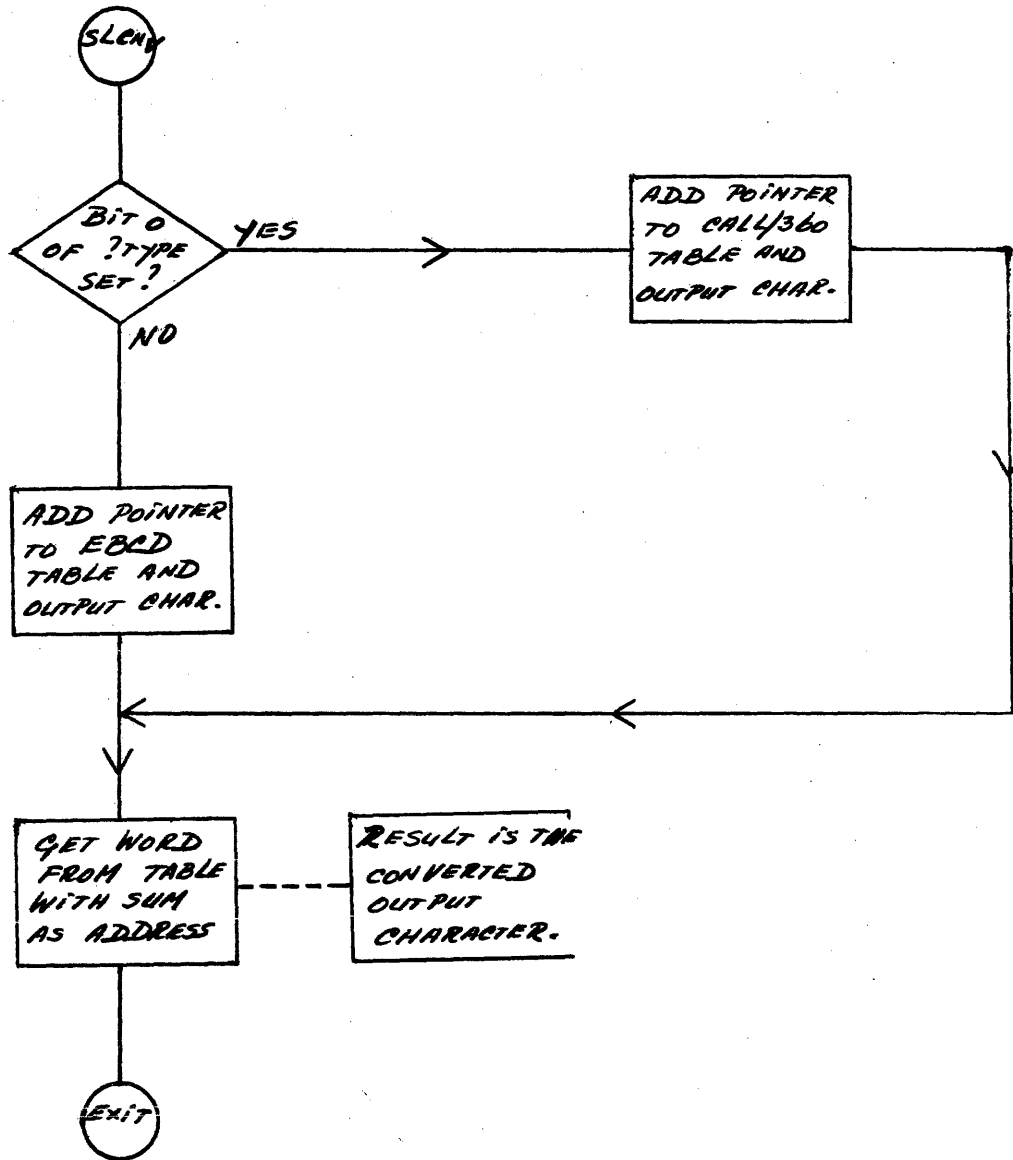 SLCNV
BIT 0
OF ?TYPE
SET?
YES
NO
ADD POINTER
TO CALL/360
TABLE AND
OUTPUT CHAR.
ADD POINTER
TO EBCD
TABLE AND
OUTPUT CHAR.
GET WORD
FROM TABLE
WITH SUM
AS ADDRESS
RESULT IS THE
CONVERTED
OUTPUT
CHARACTER.
EXIT